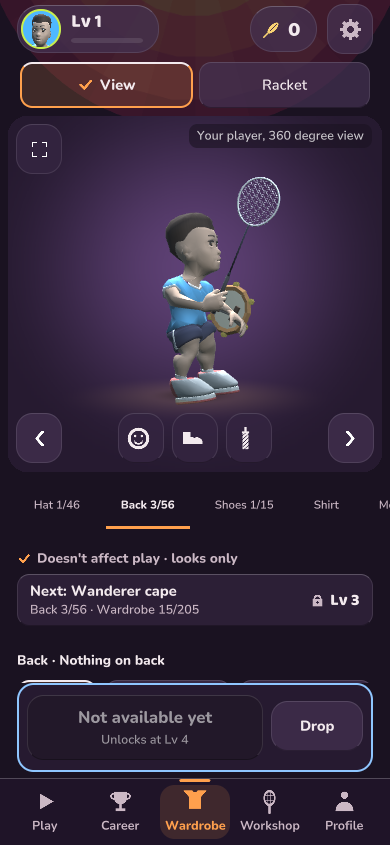 Lv 1
0
View
Racket
Your player, 360 degree view
Hat 1/46
Back 3/56
Shoes 1/15
Shirt
Doesn't affect play · looks only
Next: Wanderer cape
Back 3/56 · Wardrobe 15/205
Lv 3
Back · Nothing on back
Not available yet
Unlocks at Lv 4
Drop
Play
Career
Wardrobe
Workshop
Profile